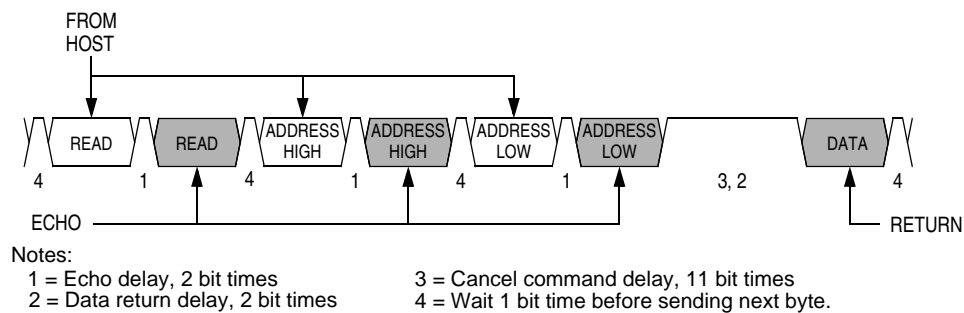 FROM
HOST
READ
READ
ADDRESS
HIGH
ADDRESS
HIGH
ADDRESS
LOW
ADDRESS
LOW
DATA
4
1
4
1
4
1
3, 2
4
ECHO
RETURN
Notes:
1 = Echo delay, 2 bit times
2 = Data return delay, 2 bit times
3 = Cancel command delay, 11 bit times
4 = Wait 1 bit time before sending next byte.